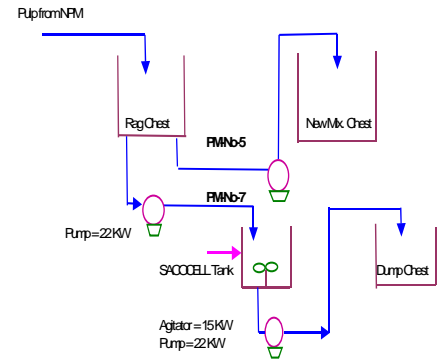 Pulp from NPM
Rag Chest
New Mix. Chest
PM-No-5
PM-No-7
Pump = 22 KW
SACOCELL Tank
Dump Chest
Agitator = 15 KW
Pump = 22 KW